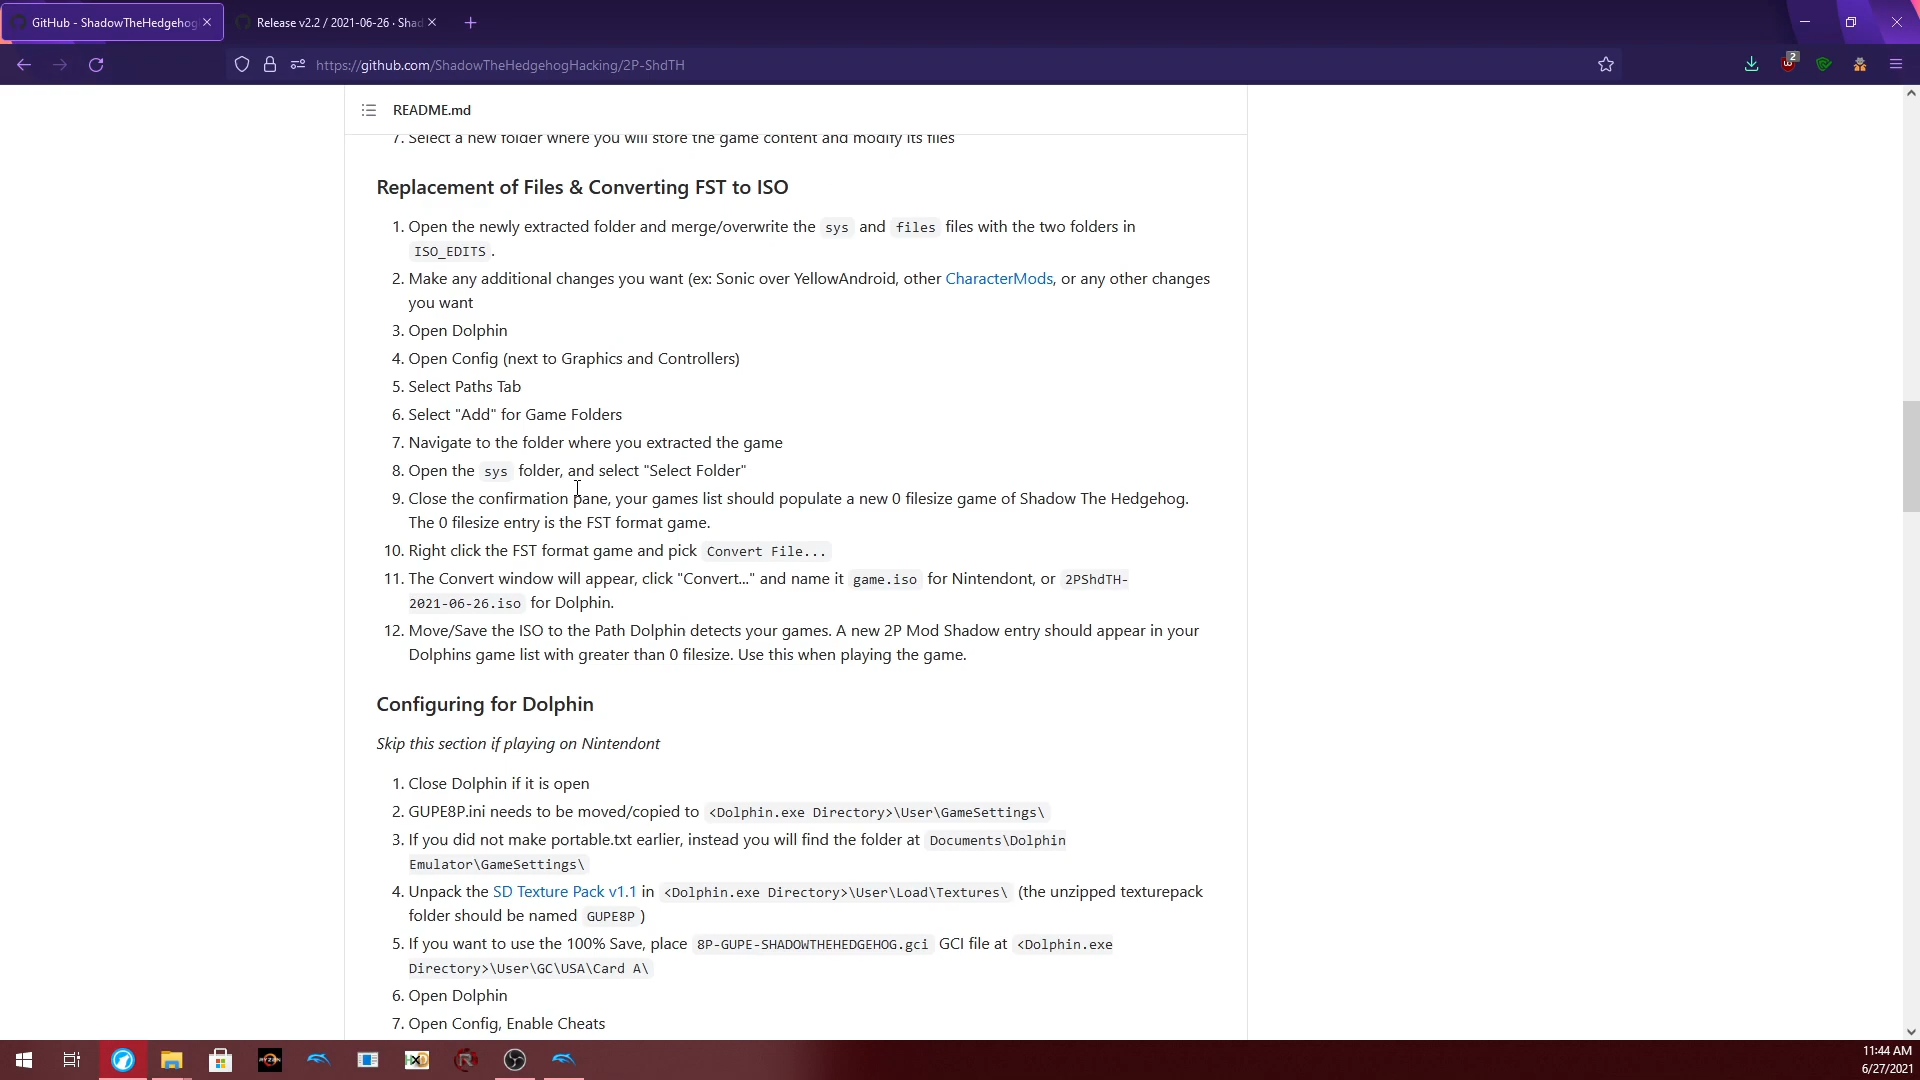 GitHub - ShadowTheHedgehog
Release v2.2 / 2021-06-26 · Shad
https://github.com/ShadowTheHedgehogHacking/2P-ShdTH
2
README.md
7. Select a new folder where you will store the game content and modify its files
Replacement of Files & Converting FST to ISO
1. Open the newly extracted folder and merge/overwrite the sys and files files with the two folders in
ISO_EDITS .
2. Make any additional changes you want (ex: Sonic over YellowAndroid, other CharacterMods, or any other changes
you want
3. Open Dolphin
4. Open Config (next to Graphics and Controllers)
5. Select Paths Tab
6. Select "Add" for Game Folders
7. Navigate to the folder where you extracted the game
8. Open the sys folder, and select "Select Folder"
9. Close the confirmation pane, your games list should populate a new 0 filesize game of Shadow The Hedgehog.
The 0 filesize entry is the FST format game.
10. Right click the FST format game and pick Convert File...
11. The Convert window will appear, click "Convert..." and name it game.iso for Nintendont, or 2PShdTH-
2021-06-26.iso for Dolphin.
12. Move/Save the ISO to the Path Dolphin detects your games. A new 2P Mod Shadow entry should appear in your
Dolphins game list with greater than 0 filesize. Use this when playing the game.
Configuring for Dolphin
Skip this section if playing on Nintendont
1. Close Dolphin if it is open
2. GUPE8P.ini needs to be moved/copied to <Dolphin.exe Directory>\User\GameSettings\
3. If you did not make portable.txt earlier, instead you will find the folder at Documents\Dolphin
Emulator\GameSettings\
4. Unpack the SD Texture Pack v1.1 in <Dolphin.exe Directory>\User\Load\Textures\ (the unzipped texturepack
folder should be named GUPE8P )
5. If you want to use the 100% Save, place 8P-GUPE-SHADOWTHEHEDGEHOG.gci GCI file at <Dolphin.exe
Directory>\User\GC\USA\Card A\
6. Open Dolphin
7. Open Config, Enable Cheats
RYZEN
HXD
11:44 AM
6/27/2021